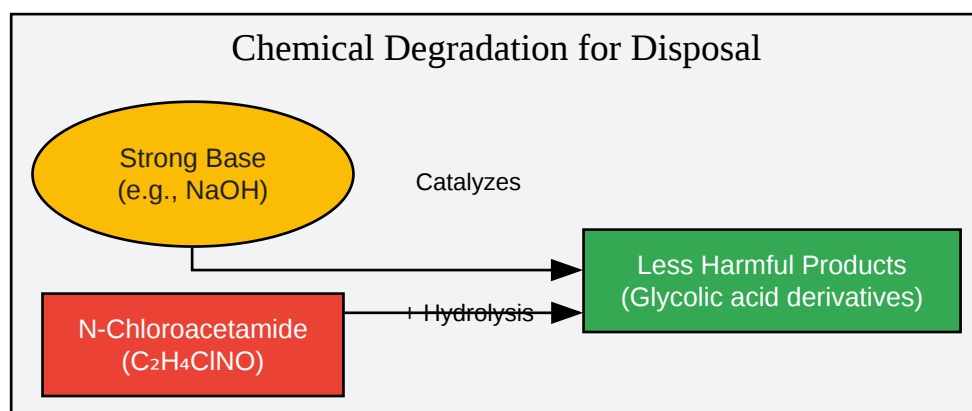 Chemical Degradation for Disposal
Strong Base
(e.g., NaOH)
Catalyzes
Less Harmful Products
(Glycolic acid derivatives)
+ Hydrolysis
N-Chloroacetamide
(C₂H₄ClNO)